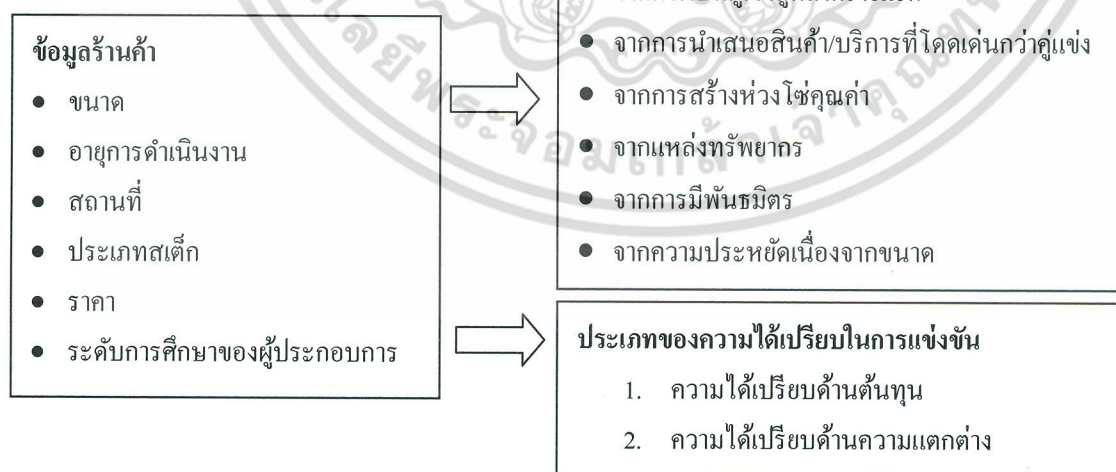 ข้อมูลร้านค้า
● ขนาด
● อายุการดำเนินงาน
● สถานที่
● ประเภทสเต็ก
● ราคา
● ระดับการศึกษาของผู้ประกอบการ
● จากการนำเสนอสินค้า/บริการที่โดดเด่นกว่าคู่แข่ง
● จากการสร้างห่วงโซ่คุณค่า
● จากแหล่งทรัพยากร
● จากการมีพันธมิตร
● จากความประหยัดเนื่องจากขนาด
ประเภทของความได้เปรียบในการแข่งขัน
1. ความได้เปรียบด้านต้นทุน
2. ความได้เปรียบด้านความแตกต่าง